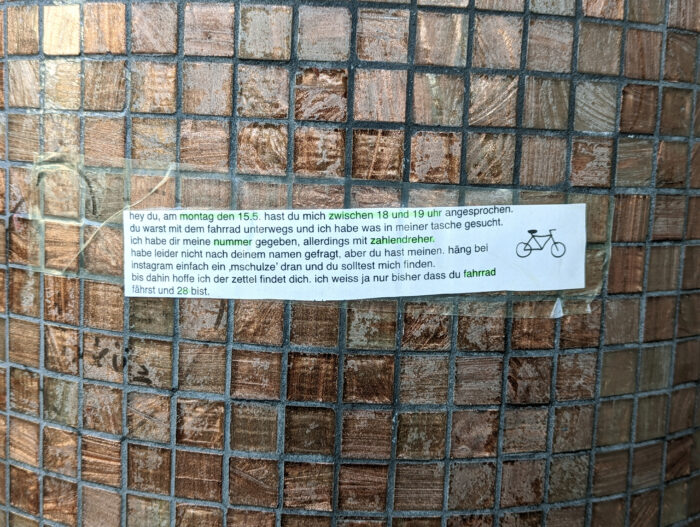 hey du, am montag den 15.5. hast du mich zwischen 18 und 19 uhr angesprochen.
du warst mit dem fahrrad unterwegs und ich habe was in meiner tasche gesucht.
ich habe dir meine nummer gegeben, allerdings mit zahlendreher.
habe leider nicht nach deinem namen gefragt, aber du hast meinen. häng bei
instagram einfach ein ‚mschulze' dran und du solltest mich finden.
bis dahin hoffe ich der zettel findet dich. ich weiss ja nur bisher dass du fahrrad
fährst und 28 bist.